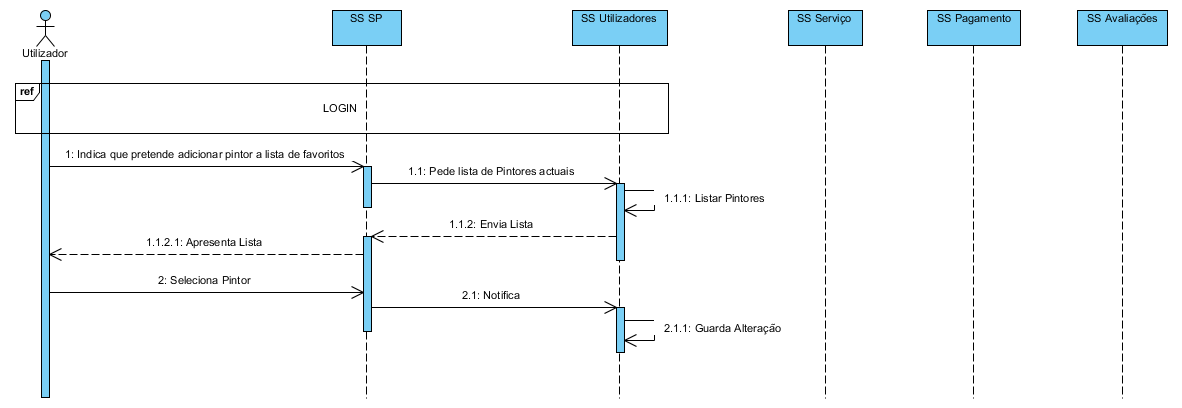 SS SP
SS Utilizadores
SS Serviço
SS Pagamento
SS Avaliações
Utilizador
ref
LOGIN
1: Indica que pretende adicionar pintor a lista de favoritos
1.1: Pede lista de Pintores actuais
1.1.1: Listar Pintores
1.1.2: Envia Lista
1.1.2.1: Apresenta Lista
2: Seleciona Pintor
2.1: Notifica
2.1.1: Guarda Alteração